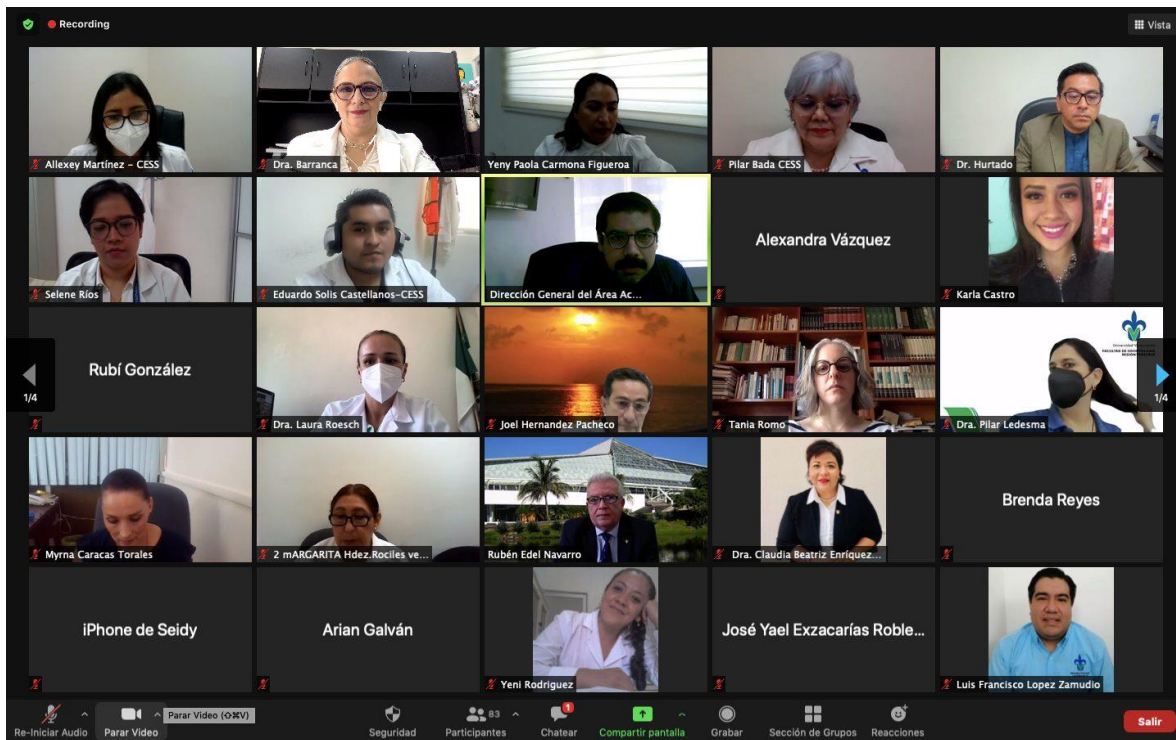 Recording
Vista
Allexey Martínez - CESS
Dra. Barranca
Yeny Paola Carmona Figueroa
Pilar Bada CESS
Dr. Hurtado
Selene Ríos
Eduardo Solis Castellanos-CESS
Dirección General del Área Ac...
Alexandra Vázquez
Karla Castro
1/4
Rubí González
Dra. Laura Roesch
Joel Hernandez Pacheco
Tania Romo
Dra. Pilar Ledesma
1/4
Myrna Caracas Torales
2 mARGARITA Hdez.Rociles ve...
Rubén Edel Navarro
Dra. Claudia Beatriz Enríquez...
Brenda Reyes
iPhone de Seidy
Arian Galván
Yeni Rodriguez
José Yael Exzacarías Roble...
Luis Francisco Lopez Zamudio
Re-Iniciar Audio
Parar Video
Parar Video (⇧⌘V)
Seguridad
83
Participantes
1
Chatear
Compartir pantalla
Grabar
Sección de Grupos
Reacciones
Salir